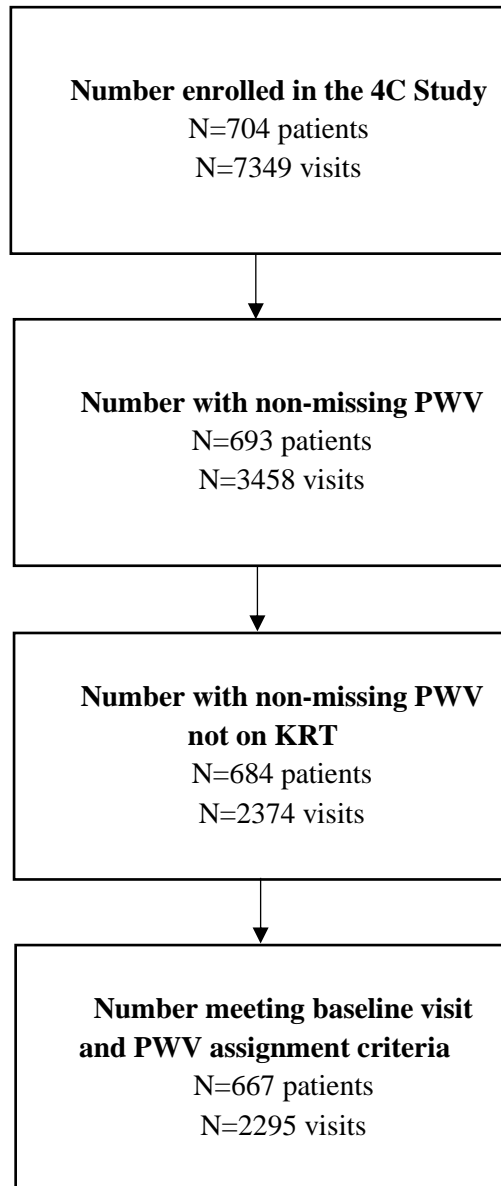 Number enrolled in the 4C Study
N=704 patients
N=7349 visits
Number with non-missing PWV
N=693 patients
N=3458 visits
Number with non-missing PWV
not on KRT
N=684 patients
N=2374 visits
Number meeting baseline visit
and PWV assignment criteria
N=667 patients
N=2295 visits